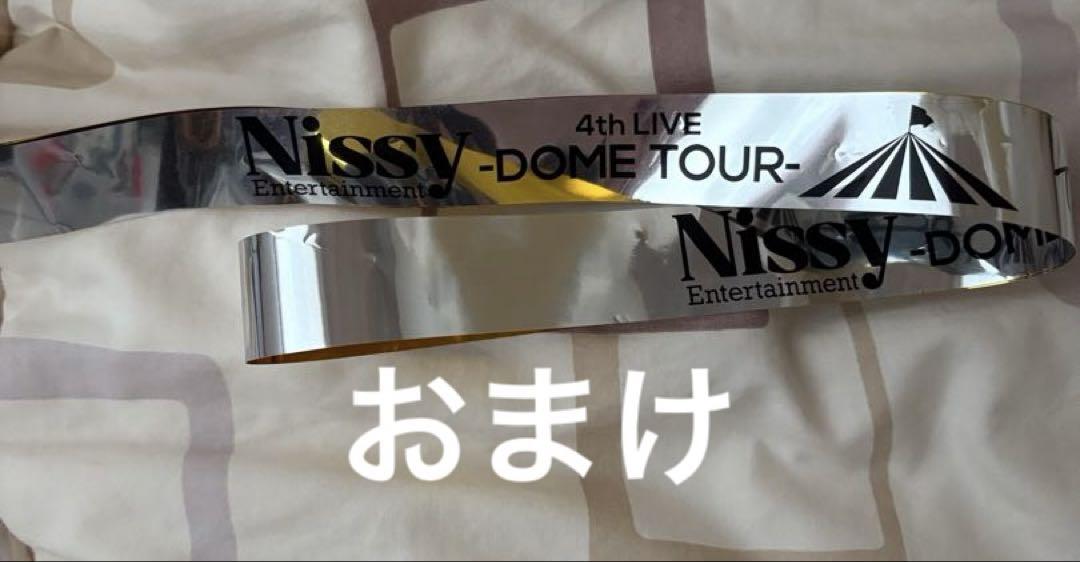 Nissy
Entertainment
4th LIVE
-DOME TOUR-
Nissy
Entertainment
-DOM
おまけ